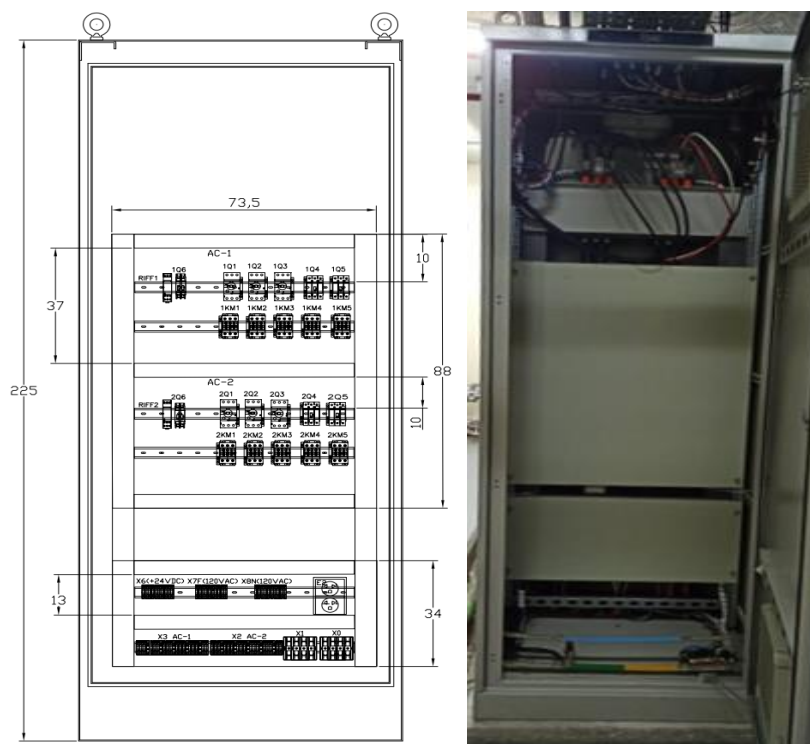 73,5
AC-1
10
RIFF1 1Q6 1Q1 1Q2 1Q3 1Q4 1Q5
37
1KM1 1KM2 1KM3 1KM4 1KM5
88
225
AC-2
RIFF2 2Q6 2Q1 2Q2 2Q3 2Q4 2Q5
10
2KM1 2KM2 2KM3 2KM4 2KM5
X6(+24VDC) X7F(120VAC) X8N(120VAC)
13
34
X3 AC-1 X2 AC-2 X1 X0